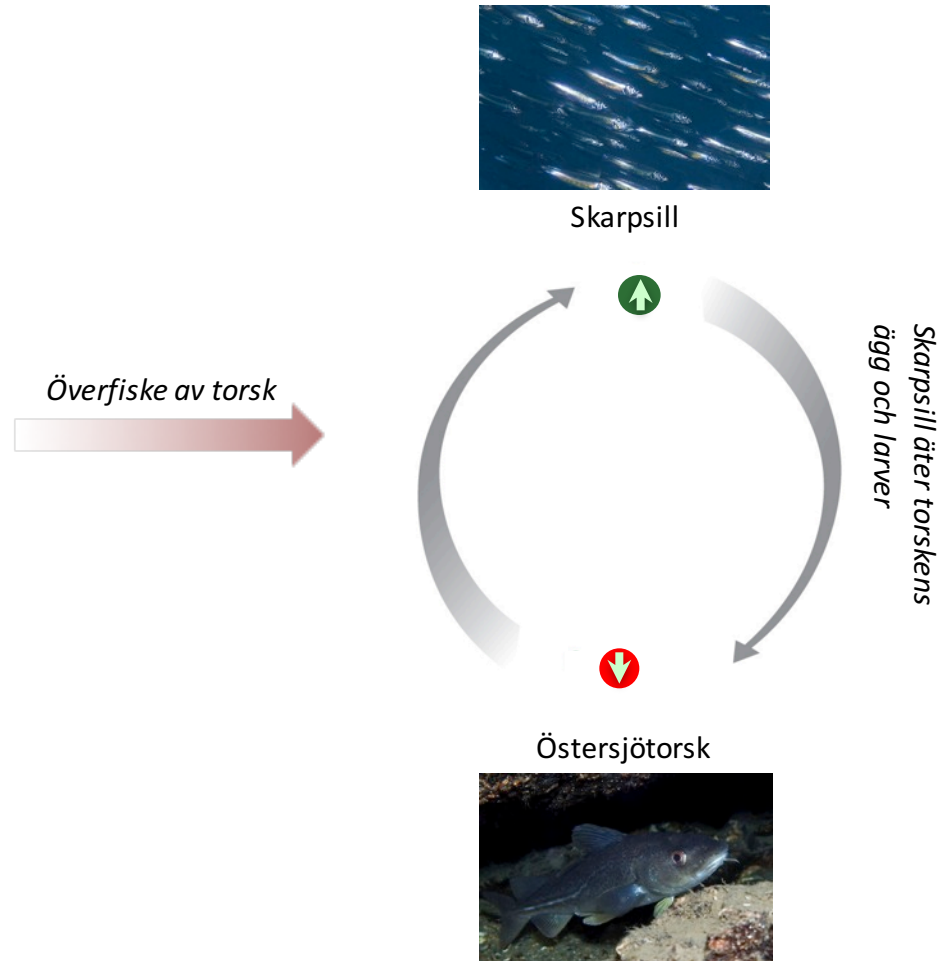 Skarpsill
Överfiske av torsk
Skarpsill äter torskens
ägg och larver
Östersjötorsk